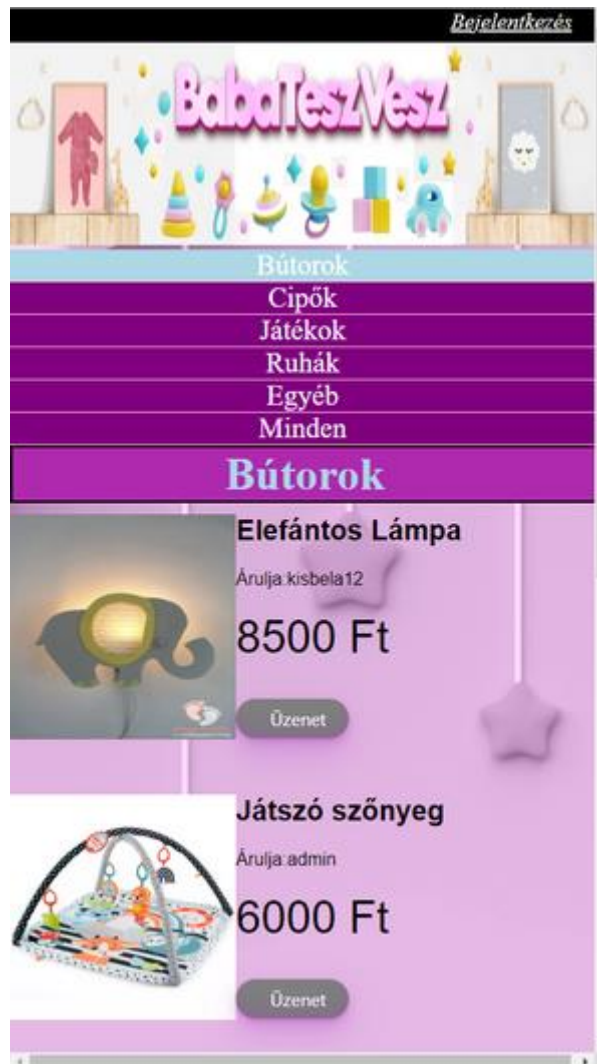 Bejelentkezés
BabaTeszVesz
Bútorok
Cipők
Játékok
Ruhák
Egyéb
Minden
Bútorok
Elefántos Lámpa
Árulja:kisbela12
8500 Ft
Üzenet
Játszó szőnyeg
Árulja:admin
6000 Ft
Üzenet